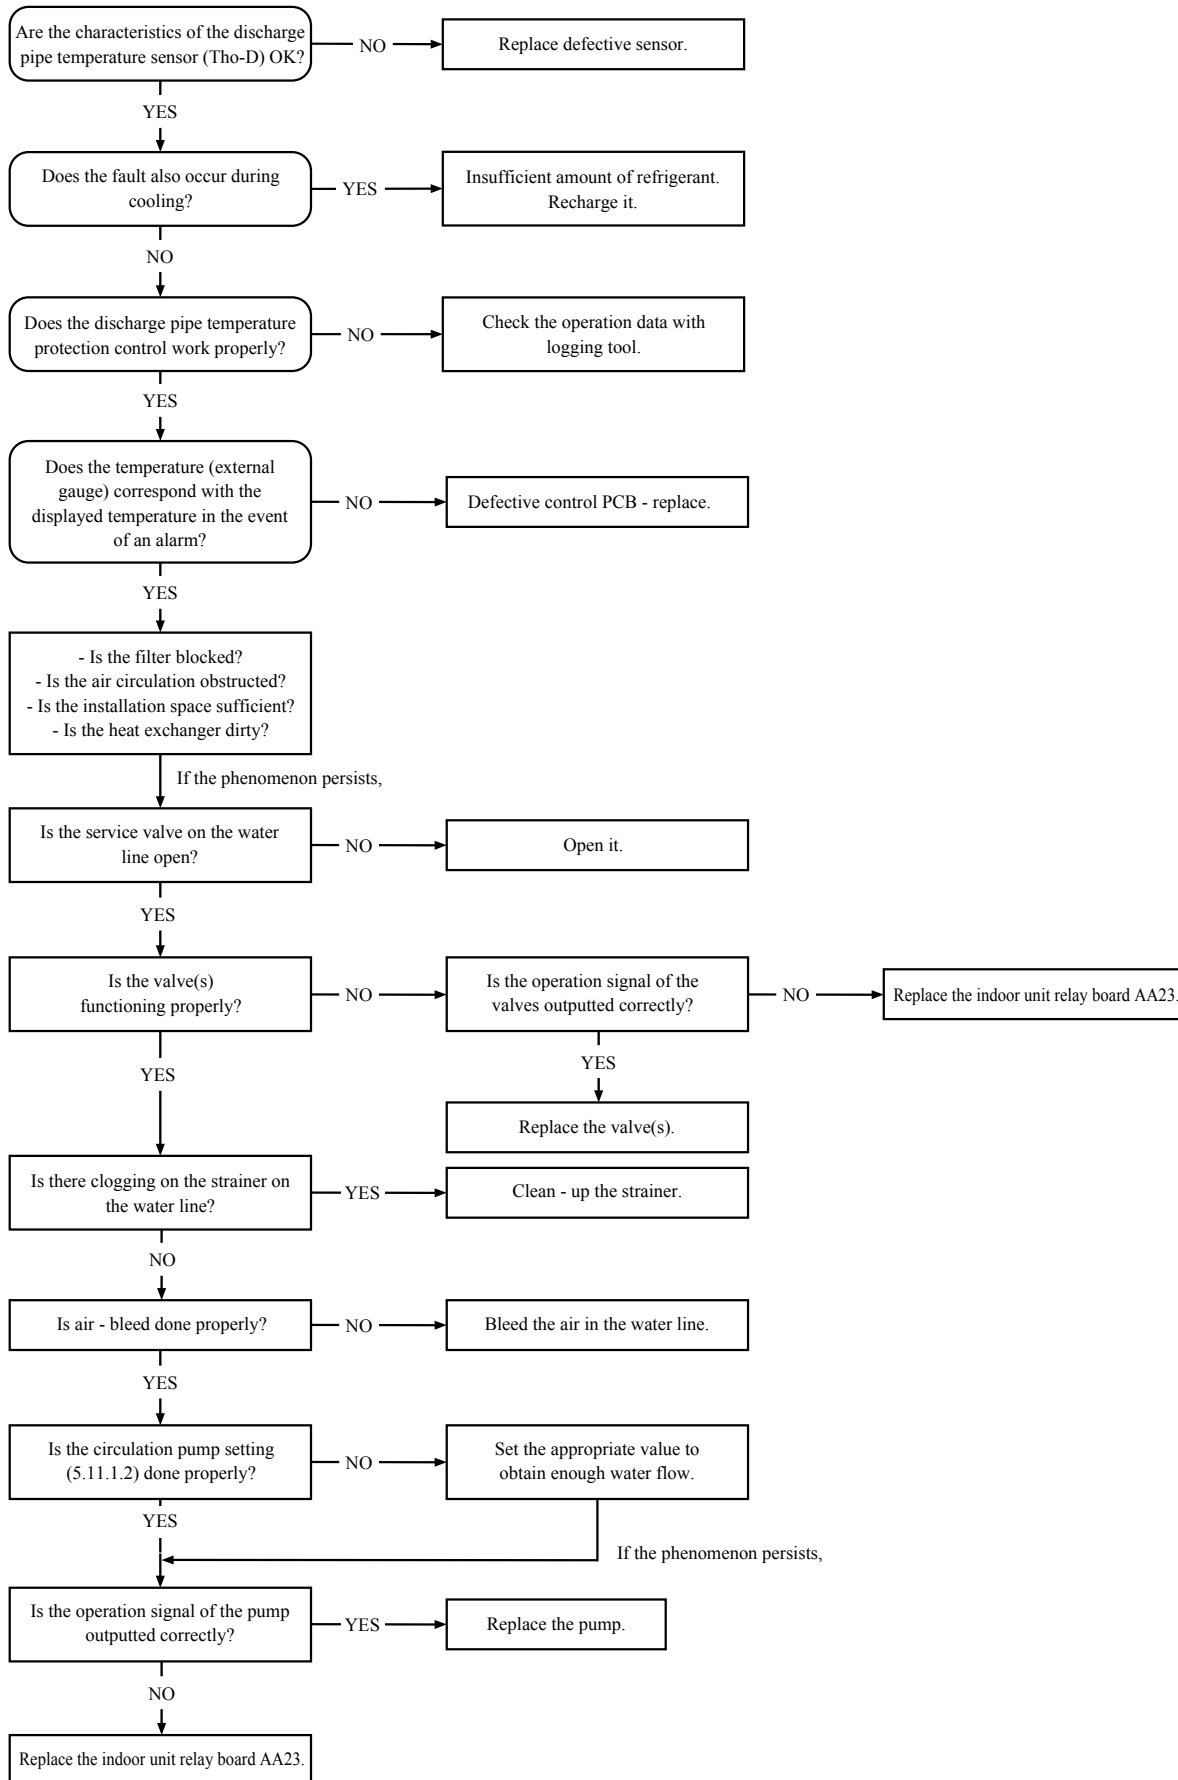 Are the characteristics of the discharge
pipe temperature sensor (Tho-D) OK?
NO
Replace defective sensor.
YES
Does the fault also occur during
cooling?
YES
Insufficient amount of refrigerant.
Recharge it.
NO
Does the discharge pipe temperature
protection control work properly?
NO
Check the operation data with
logging tool.
YES
Does the temperature (external
gauge) correspond with the
displayed temperature in the event
of an alarm?
NO
Defective control PCB - replace.
YES
- Is the filter blocked?
- Is the air circulation obstructed?
- Is the installation space sufficient?
- Is the heat exchanger dirty?
If the phenomenon persists,
Is the service valve on the water
line open?
NO
Open it.
YES
Is the valve(s)
functioning properly?
NO
Is the operation signal of the
valves outputted correctly?
NO
Replace the indoor unit relay board AA23.
YES
YES
Replace the valve(s).
Is there clogging on the strainer on
the water line?
YES
Clean - up the strainer.
NO
Is air - bleed done properly?
NO
Bleed the air in the water line.
YES
Is the circulation pump setting
(5.11.1.2) done properly?
NO
Set the appropriate value to
obtain enough water flow.
YES
If the phenomenon persists,
Is the operation signal of the pump
outputted correctly?
YES
Replace the pump.
NO
Replace the indoor unit relay board AA23.